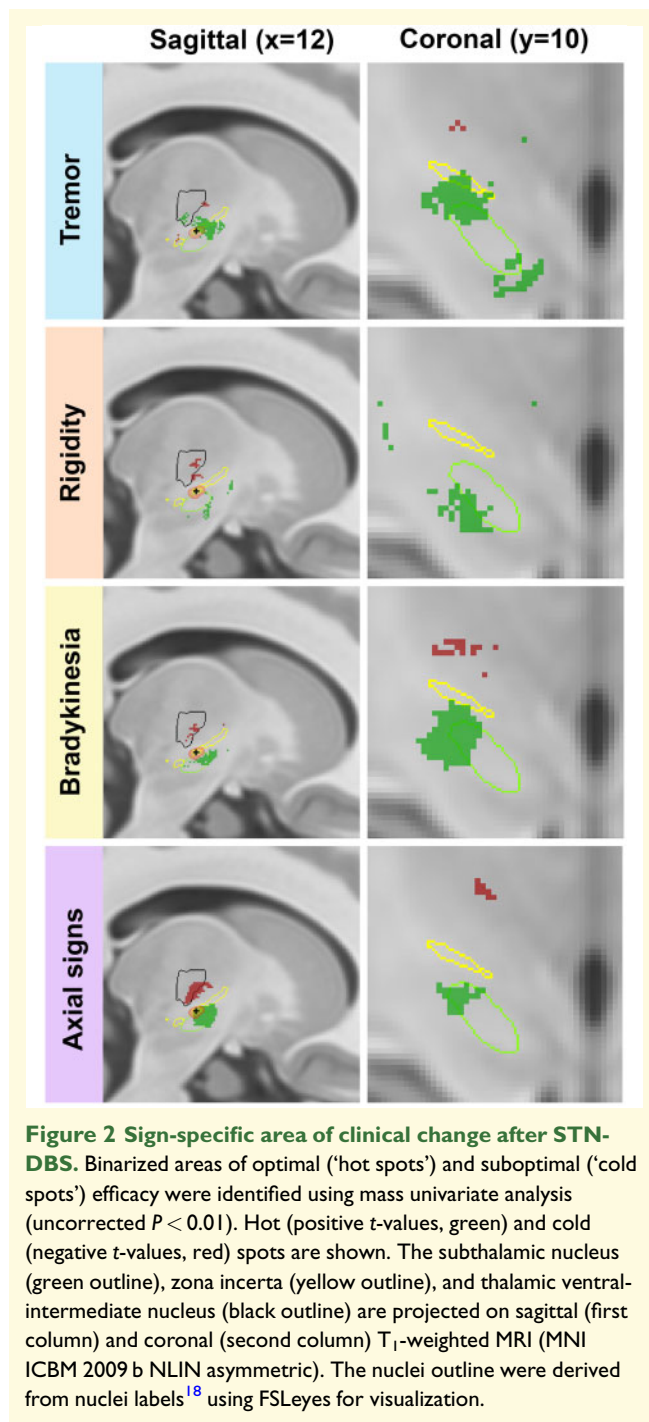 Sagittal (x=12) Coronal (y=10)
Tremor
Rigidity
Bradykinesia
Axial signs
Figure 2 Sign-specific area of clinical change after STN-
DBS. Binarized areas of optimal (‘hot spots’) and suboptimal (‘cold
spots’) efficacy were identified using mass univariate analysis
(uncorrected P < 0.01). Hot (positive t-values, green) and cold
(negative t-values, red) spots are shown. The subthalamic nucleus
(green outline), zona incerta (yellow outline), and thalamic ventral-
intermediate nucleus (black outline) are projected on sagittal (first
column) and coronal (second column) T1-weighted MRI (MNI
ICBM 2009 b NLIN asymmetric). The nuclei outline were derived
from nuclei labels18 using FSLeyes for visualization.